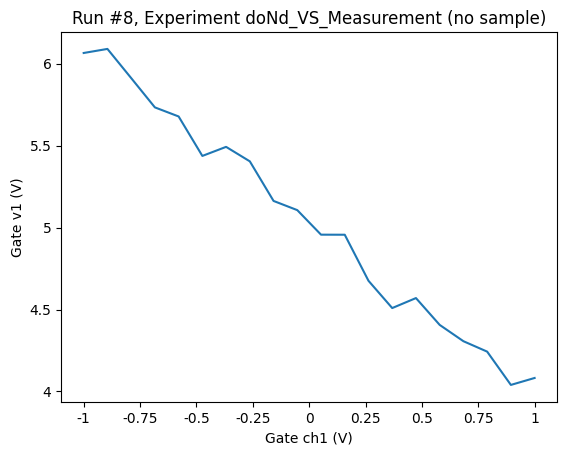 Run #8, Experiment doNd_VS_Measurement (no sample)
Gate v1 (V)
6
5.5
5
4.5
4
-1 -0.75 -0.5 -0.25 0 0.25 0.5 0.75 1
Gate ch1 (V)